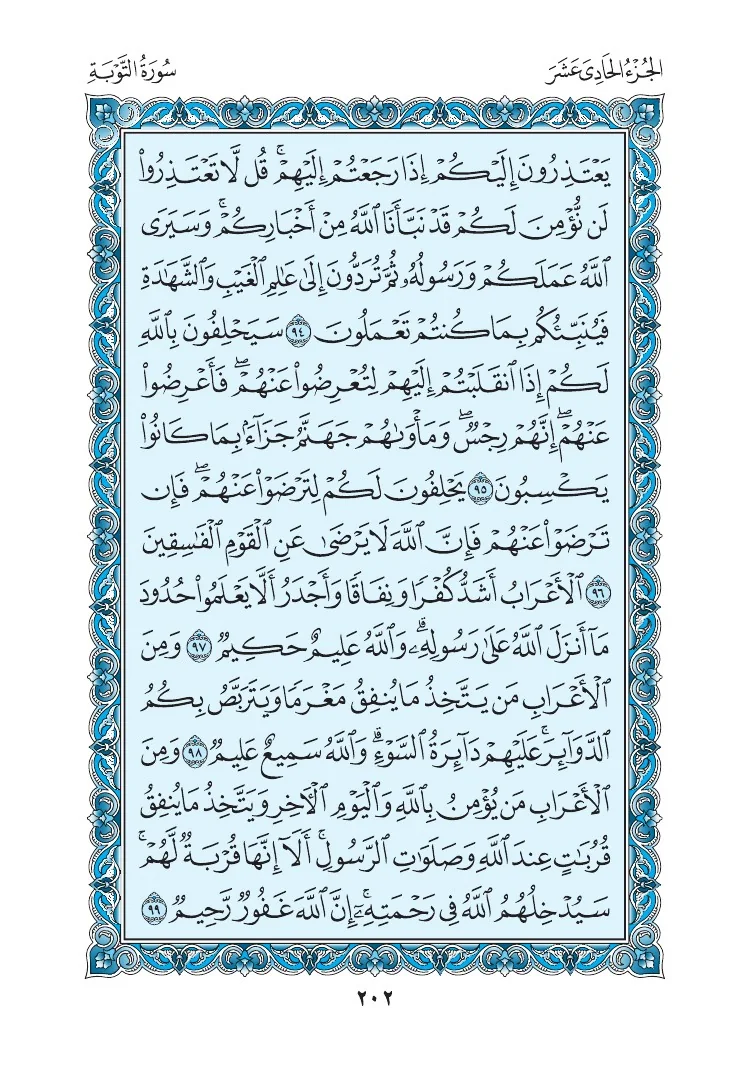 الجُزْءُ الحَادِى عَشَرَ
سُورَةُ التَّوْبَةِ
يَعْتَذِرُونَ إِلَيْكُمْ إِذَا رَجَعْتُمْ إِلَيْهِمْ ۚ قُل لَّا تَعْتَذِرُوا۟
لَن نُّؤْمِنَ لَكُمْ قَدْ نَبَّأَنَا ٱللَّهُ مِنْ أَخْبَارِكُمْ ۚ وَسَيَرَى
ٱللَّهُ عَمَلَكُمْ وَرَسُولُهُۥ ثُمَّ تُرَدُّونَ إِلَىٰ عَٰلِمِ ٱلْغَيْبِ وَٱلشَّهَٰدَةِ
فَيُنَبِّئُكُم بِمَا كُنتُمْ تَعْمَلُونَ ٩٤ سَيَحْلِفُونَ بِٱللَّهِ
لَكُمْ إِذَا ٱنقَلَبْتُمْ إِلَيْهِمْ لِتُعْرِضُوا۟ عَنْهُمْ ۖ فَأَعْرِضُوا۟
عَنْهُمْ ۖ إِنَّهُمْ رِجْسٌ ۖ وَمَأْوَىٰهُمْ جَهَنَّمُ جَزَآءًۢ بِمَا كَانُوا۟
يَكْسِبُونَ ٩٥ يَحْلِفُونَ لَكُمْ لِتَرْضَوْا۟ عَنْهُمْ ۖ فَإِن
تَرْضَوْا۟ عَنْهُمْ فَإِنَّ ٱللَّهَ لَا يَرْضَىٰ عَنِ ٱلْقَوْمِ ٱلْفَٰسِقِينَ
٩٦ ٱلْأَعْرَابُ أَشَدُّ كُفْرًا وَنِفَاقًا وَأَجْدَرُ أَلَّا يَعْلَمُوا۟ حُدُودَ
مَآ أَنزَلَ ٱللَّهُ عَلَىٰ رَسُولِهِۦ ۗ وَٱللَّهُ عَلِيمٌ حَكِيمٌ ٩٧ وَمِنَ
ٱلْأَعْرَابِ مَن يَتَّخِذُ مَا يُنفِقُ مَغْرَمًا وَيَتَرَبَّصُ بِكُمُ
ٱلدَّوَآئِرَ ۚ عَلَيْهِمْ دَآئِرَةُ ٱلسَّوْءِ ۗ وَٱللَّهُ سَمِيعٌ عَلِيمٌ ٩٨ وَمِنَ
ٱلْأَعْرَابِ مَن يُؤْمِنُ بِٱللَّهِ وَٱلْيَوْمِ ٱلْءَاخِرِ وَيَتَّخِذُ مَا يُنفِقُ
قُرُبَٰتٍ عِندَ ٱللَّهِ وَصَلَوَٰتِ ٱلرَّسُولِ ۚ أَلَآ إِنَّهَا قُرْبَةٌ لَّهُمْ ۚ
سَيُدْخِلُهُمُ ٱللَّهُ فِى رَحْمَتِهِۦٓ ۗ إِنَّ ٱللَّهَ غَفُورٌ رَّحِيمٌ ٩٩
٢٠٢